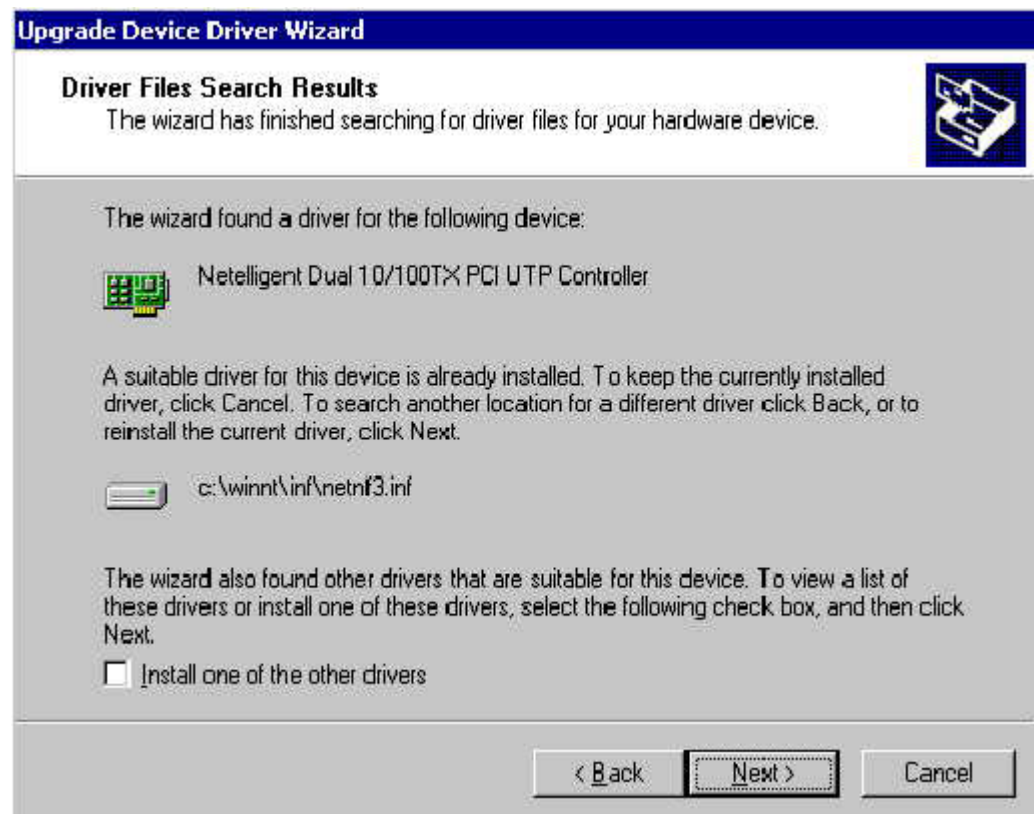 Upgrade Device Driver Wizard
Driver Files Search Results
The wizard has finished searching for driver files for your hardware device.
The wizard found a driver for the following device:
Netelligent Dual 10/100TX PCI UTP Controller
A suitable driver for this device is already installed. To keep the currently installed
driver, click Cancel. To search another location for a different driver click Back, or to
reinstall the current driver, click Next.
c:\winnt\inf\netnf3.inf
The wizard also found other drivers that are suitable for this device. To view a list of
these drivers or install one of these drivers, select the following check box, and then click
Next.
Install one of the other drivers
< Back Next > Cancel